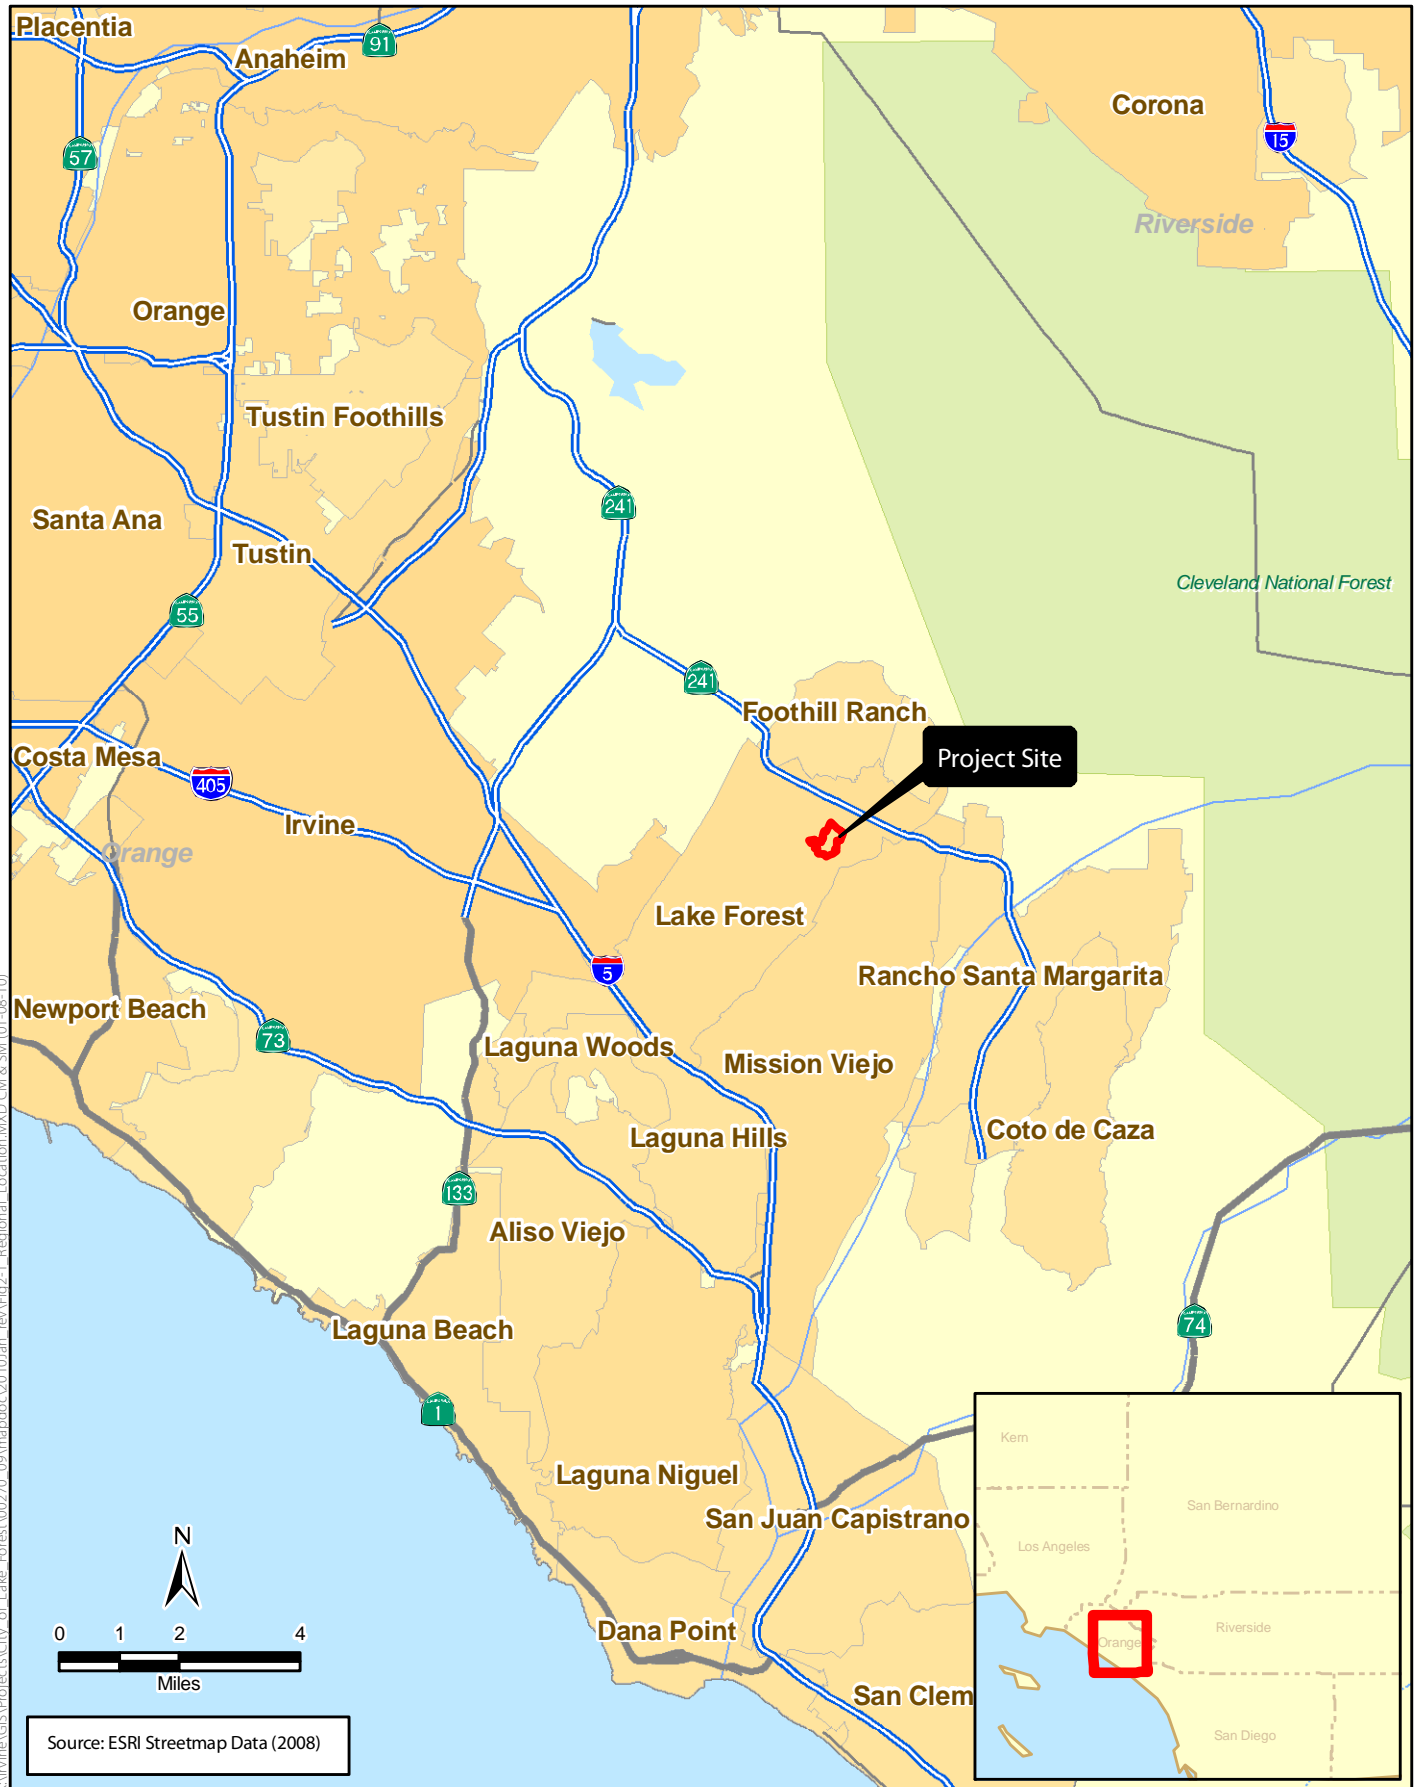 Placentia
91
Anaheim
Corona
57
15
Riverside
Orange
Tustin Foothills
241
Santa Ana
Tustin
Cleveland National Forest
55
241
Foothill Ranch
Costa Mesa
Project Site
405
Irvine
Orange
Lake Forest
5
Rancho Santa Margarita
Newport Beach
73
Laguna Woods
Mission Viejo
Laguna Hills
Coto de Caza
133
Aliso Viejo
74
Laguna Beach
1
Laguna Niguel
San Juan Capistrano
Dana Point
San Clem
N
0 1 2 4
Miles
Source: ESRI Streetmap Data (2008)
Kern
San Bernardino
Los Angeles
Riverside
Orange
San Diego